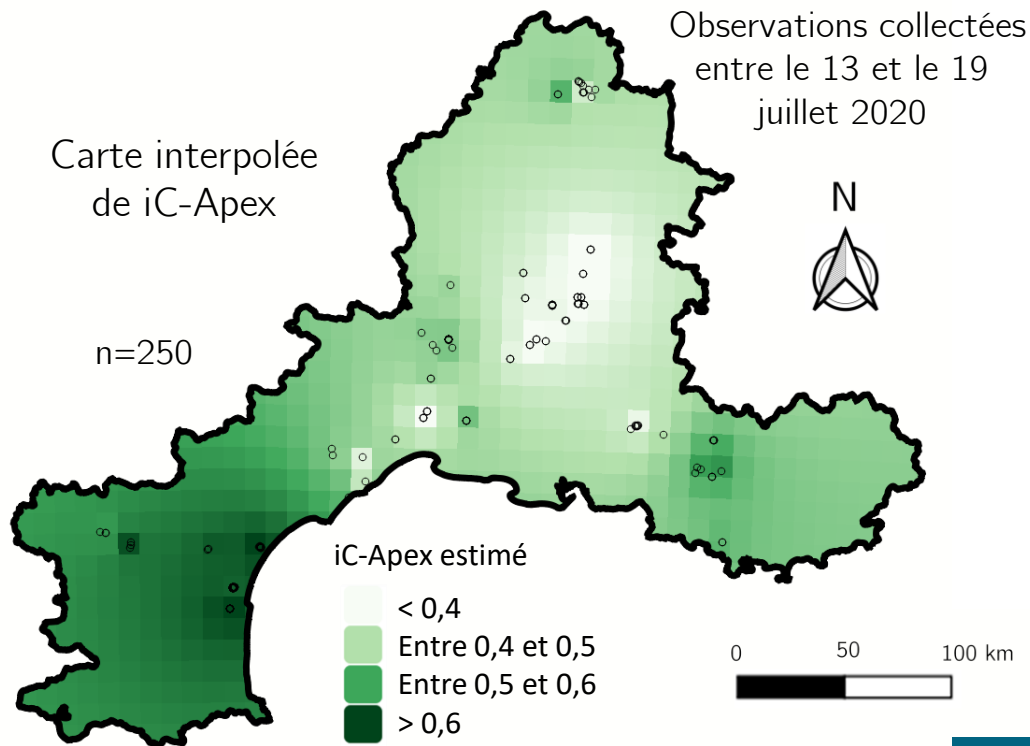 Observations collectées
entre le 13 et le 19
juillet 2020
Carte interpolée
de iC-Apex
N
n=250
iC-Apex estimé
< 0,4
Entre 0,4 et 0,5
Entre 0,5 et 0,6
> 0,6
0 50 100 km